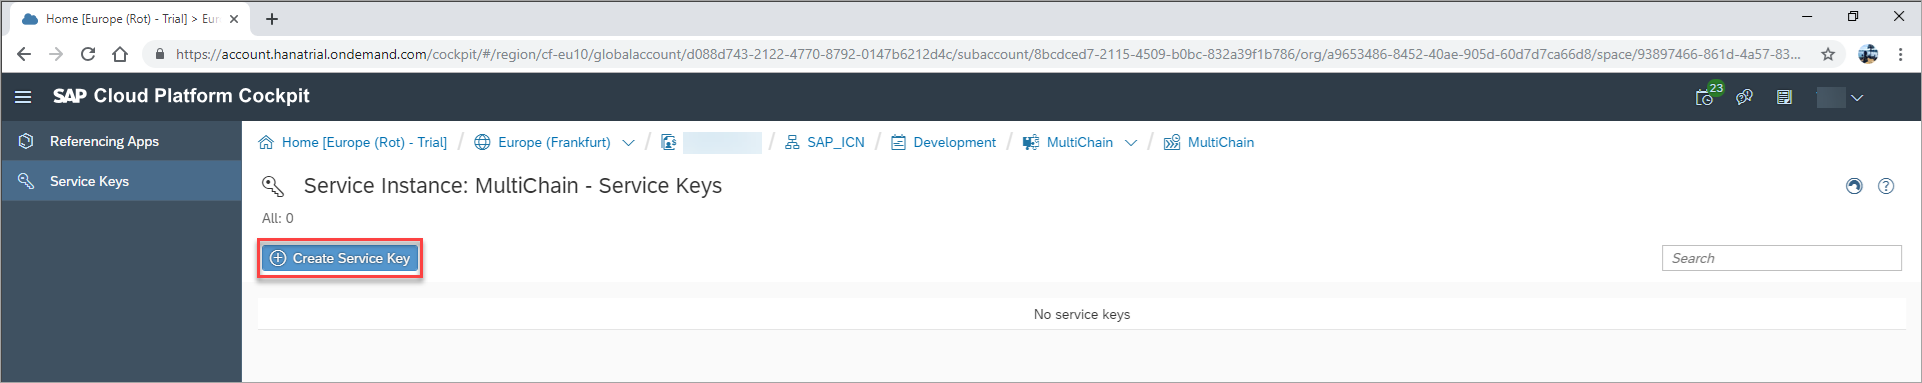 Home [Europe (Rot) - Trial] > Eur
https://account.hanatrial.ondemand.com/cockpit/#/region/cf-eu10/globalaccount/d088d743-2122-4770-8792-0147b6212d4c/subaccount/8bcdced7-2115-4509-b0bc-832a39f1b786/org/a9653486-8452-40ae-905d-60d7d7ca66d8/space/93897466-861d-4a57-83...
SAP Cloud Platform Cockpit
23
Referencing Apps
Service Keys
Home [Europe (Rot) - Trial] / Europe (Frankfurt) / / SAP_ICN / Development / MultiChain / MultiChain
Service Instance: MultiChain - Service Keys
All: 0
Create Service Key
Search
No service keys